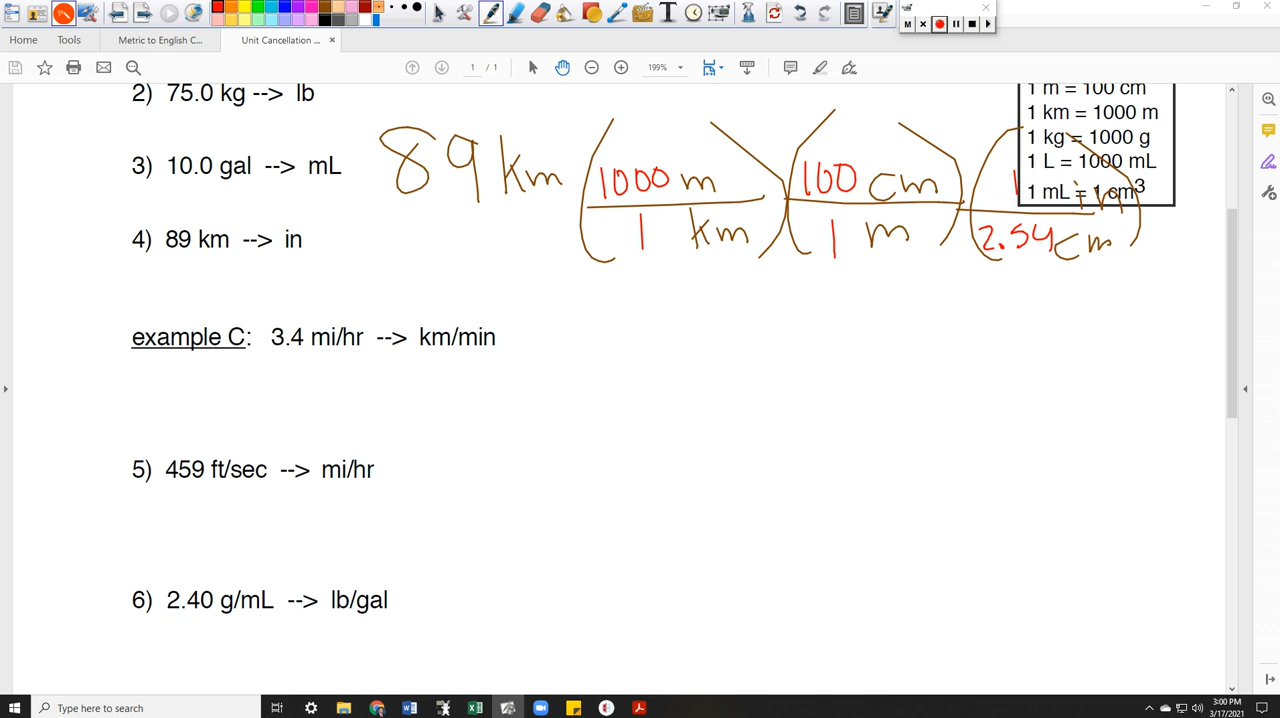 Home Tools Metric to English C... Unit Cancellation ... ×
M
1 / 1 199%
2) 75.0 kg --> lb
1 m = 100 cm
1 km = 1000 m
1 kg = 1000 g
1 L = 1000 mL
1 mL = 1 cm³
3) 10.0 gal --> mL
89 km (1000 m / 1 km) (100 cm / 1 m) (1 in / 2.54 cm)
4) 89 km --> in
example C: 3.4 mi/hr --> km/min
5) 459 ft/sec --> mi/hr
6) 2.40 g/mL --> lb/gal
Type here to search
3:00 PM
3/17/2021